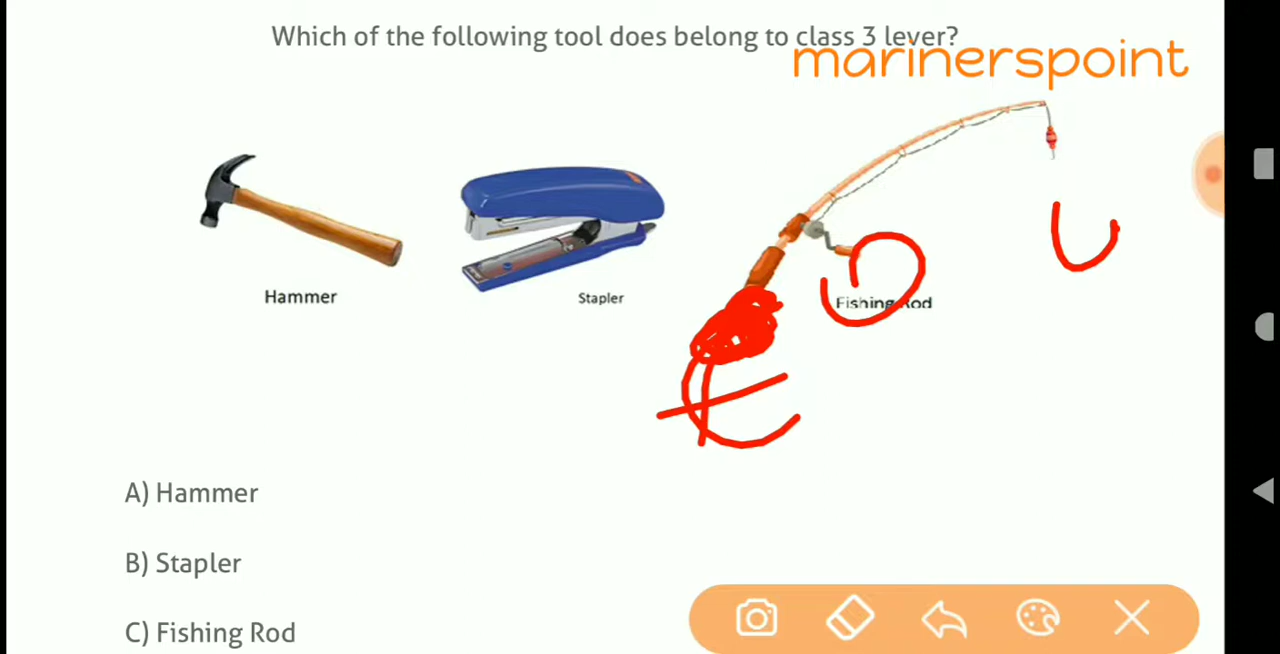 Which of the following tool does belong to class 3 lever?
marinerspoint
Hammer
Stapler
Fishing Rod
A) Hammer
B) Stapler
C) Fishing Rod